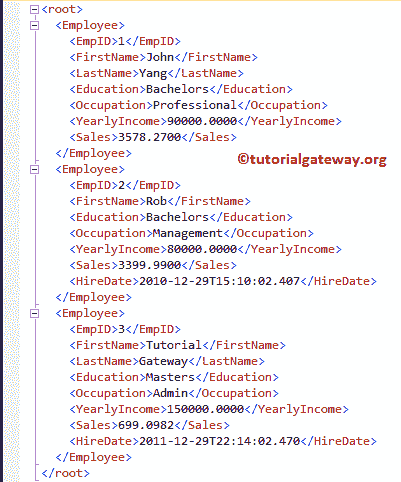 <root>
<Employee>
<EmpID>1</EmpID>
<FirstName>John</FirstName>
<LastName>Yang</LastName>
<Education>Bachelors</Education>
<Occupation>Professional</Occupation>
<YearlyIncome>90000.0000</YearlyIncome>
<Sales>3578.2700</Sales>
</Employee>
©tutorialgateway.org
<Employee>
<EmpID>2</EmpID>
<FirstName>Rob</FirstName>
<Education>Bachelors</Education>
<Occupation>Management</Occupation>
<YearlyIncome>80000.0000</YearlyIncome>
<Sales>3399.9900</Sales>
<HireDate>2010-12-29T15:10:02.407</HireDate>
</Employee>
<Employee>
<EmpID>3</EmpID>
<FirstName>Tutorial</FirstName>
<LastName>Gateway</LastName>
<Education>Masters</Education>
<Occupation>Admin</Occupation>
<YearlyIncome>150000.0000</YearlyIncome>
<Sales>699.0982</Sales>
<HireDate>2011-12-29T22:14:02.470</HireDate>
</Employee>
</root>